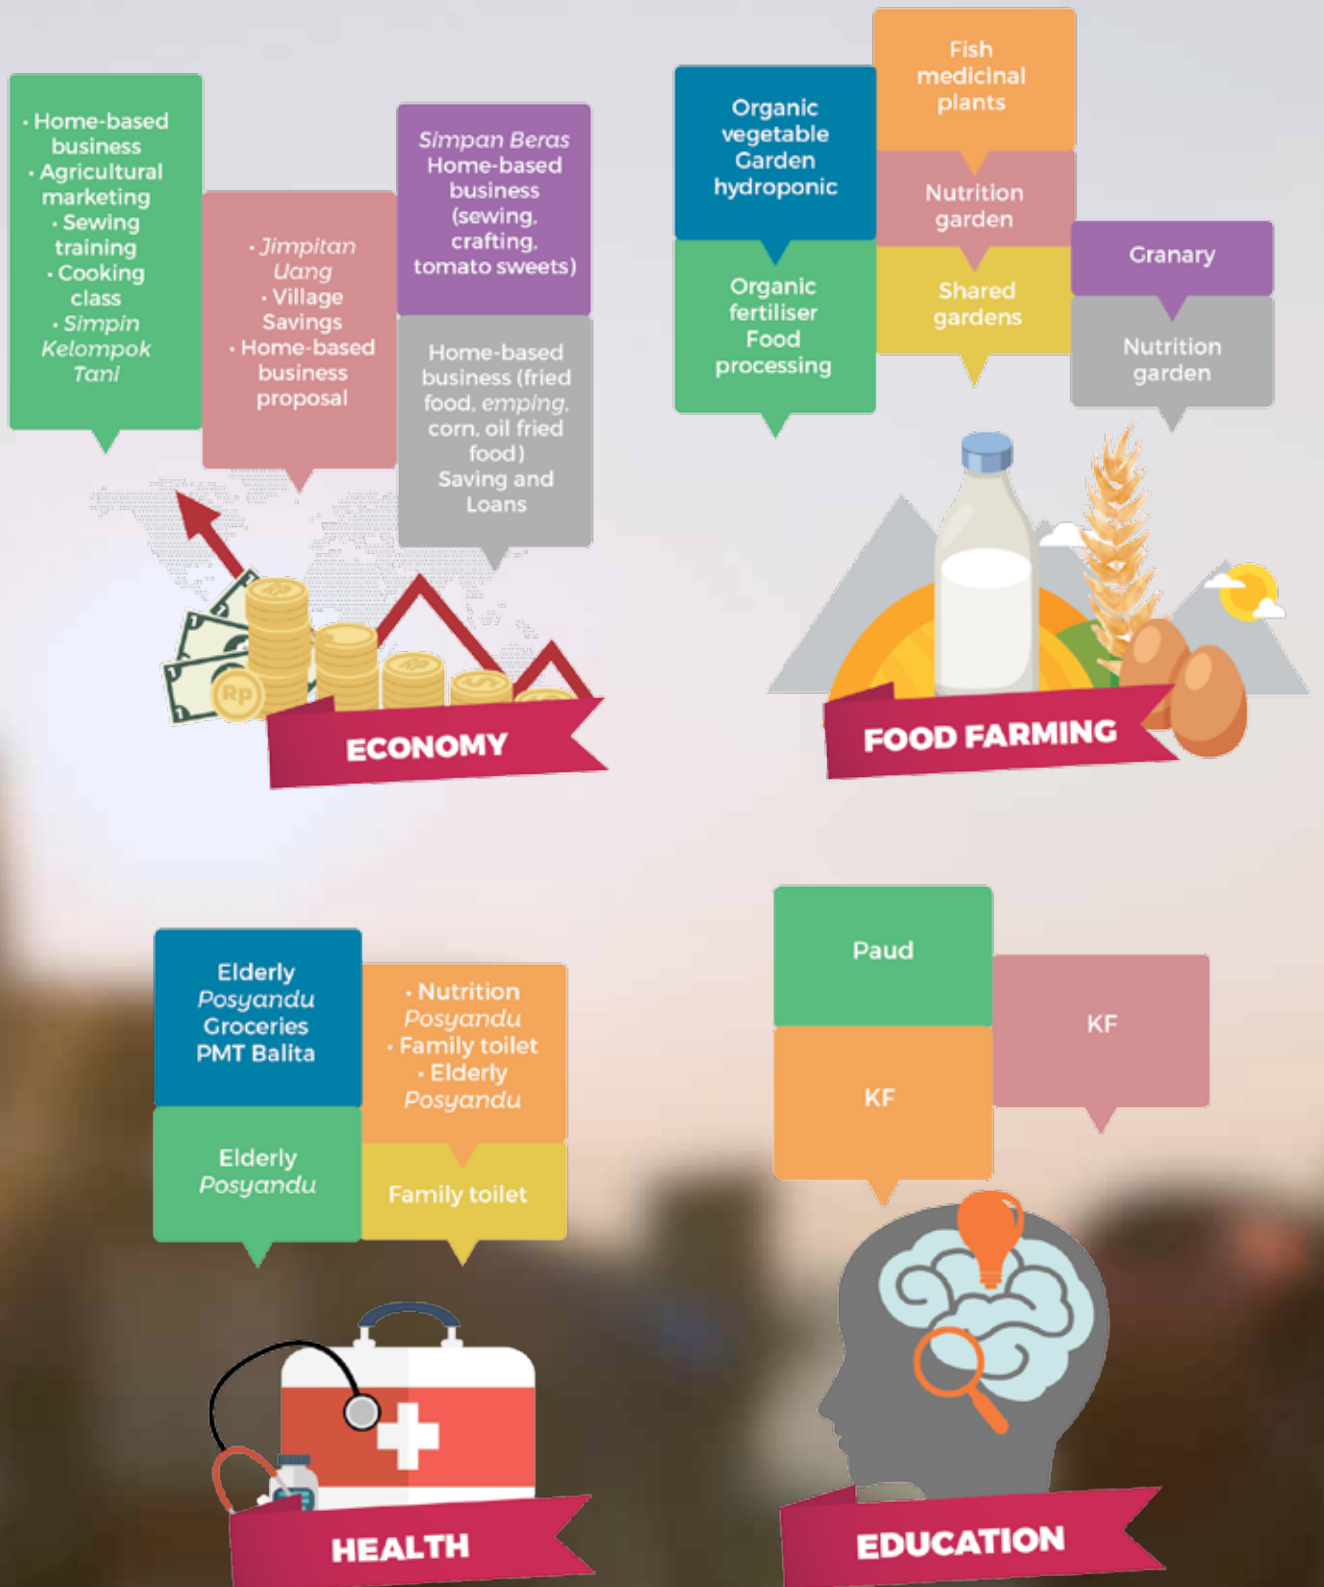 • Home-based
business
• Agricultural
marketing
• Sewing
training
• Cooking
class
• Simpin
Kelompok
Tani
• Jimpitan
Uang
• Village
Savings
• Home-based
business
proposal
Simpan Beras
Home-based
business
(sewing,
crafting,
tomato sweets)
Home-based
business (fried
food, emping,
corn, oil fried
food)
Saving and
Loans
Rp
ECONOMY
Organic
vegetable
Garden
hydroponic
Organic
fertiliser
Food
processing
Fish
medicinal
plants
Nutrition
garden
Shared
gardens
Granary
Nutrition
garden
FOOD FARMING
Elderly
Posyandu
Groceries
PMT Balita
Elderly
Posyandu
• Nutrition
Posyandu
• Family toilet
• Elderly
Posyandu
Family toilet
HEALTH
Paud
KF
KF
EDUCATION